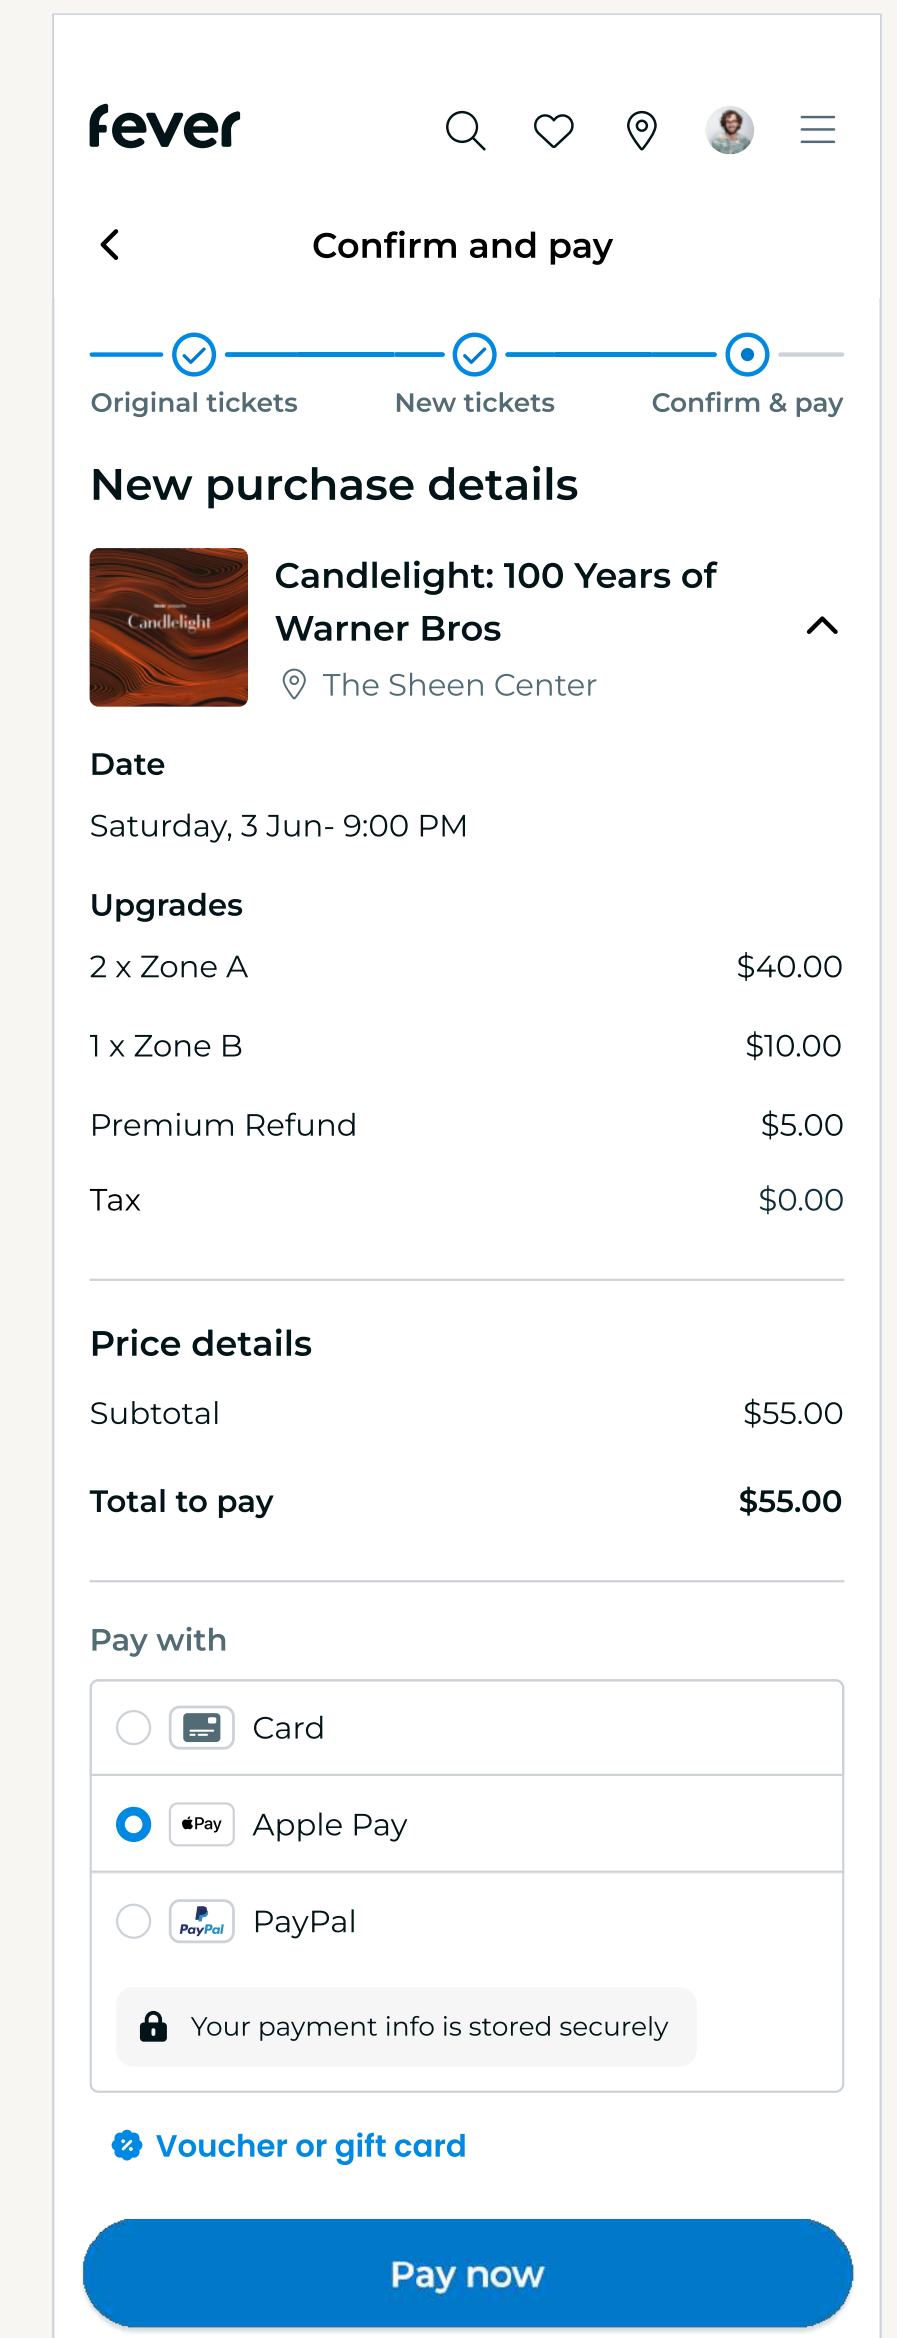 fever
Confirm and pay
Original tickets
New tickets
Confirm & pay
New purchase details
Candlelight
Candlelight: 100 Years of
Warner Bros
The Sheen Center
Date
Saturday, 3 Jun- 9:00 PM
Upgrades
2 x Zone A $40.00
1 x Zone B $10.00
Premium Refund $5.00
Tax $0.00
Price details
Subtotal $55.00
Total to pay $55.00
Pay with
Card
Pay Apple Pay
PayPal PayPal
Your payment info is stored securely
Voucher or gift card
Pay now